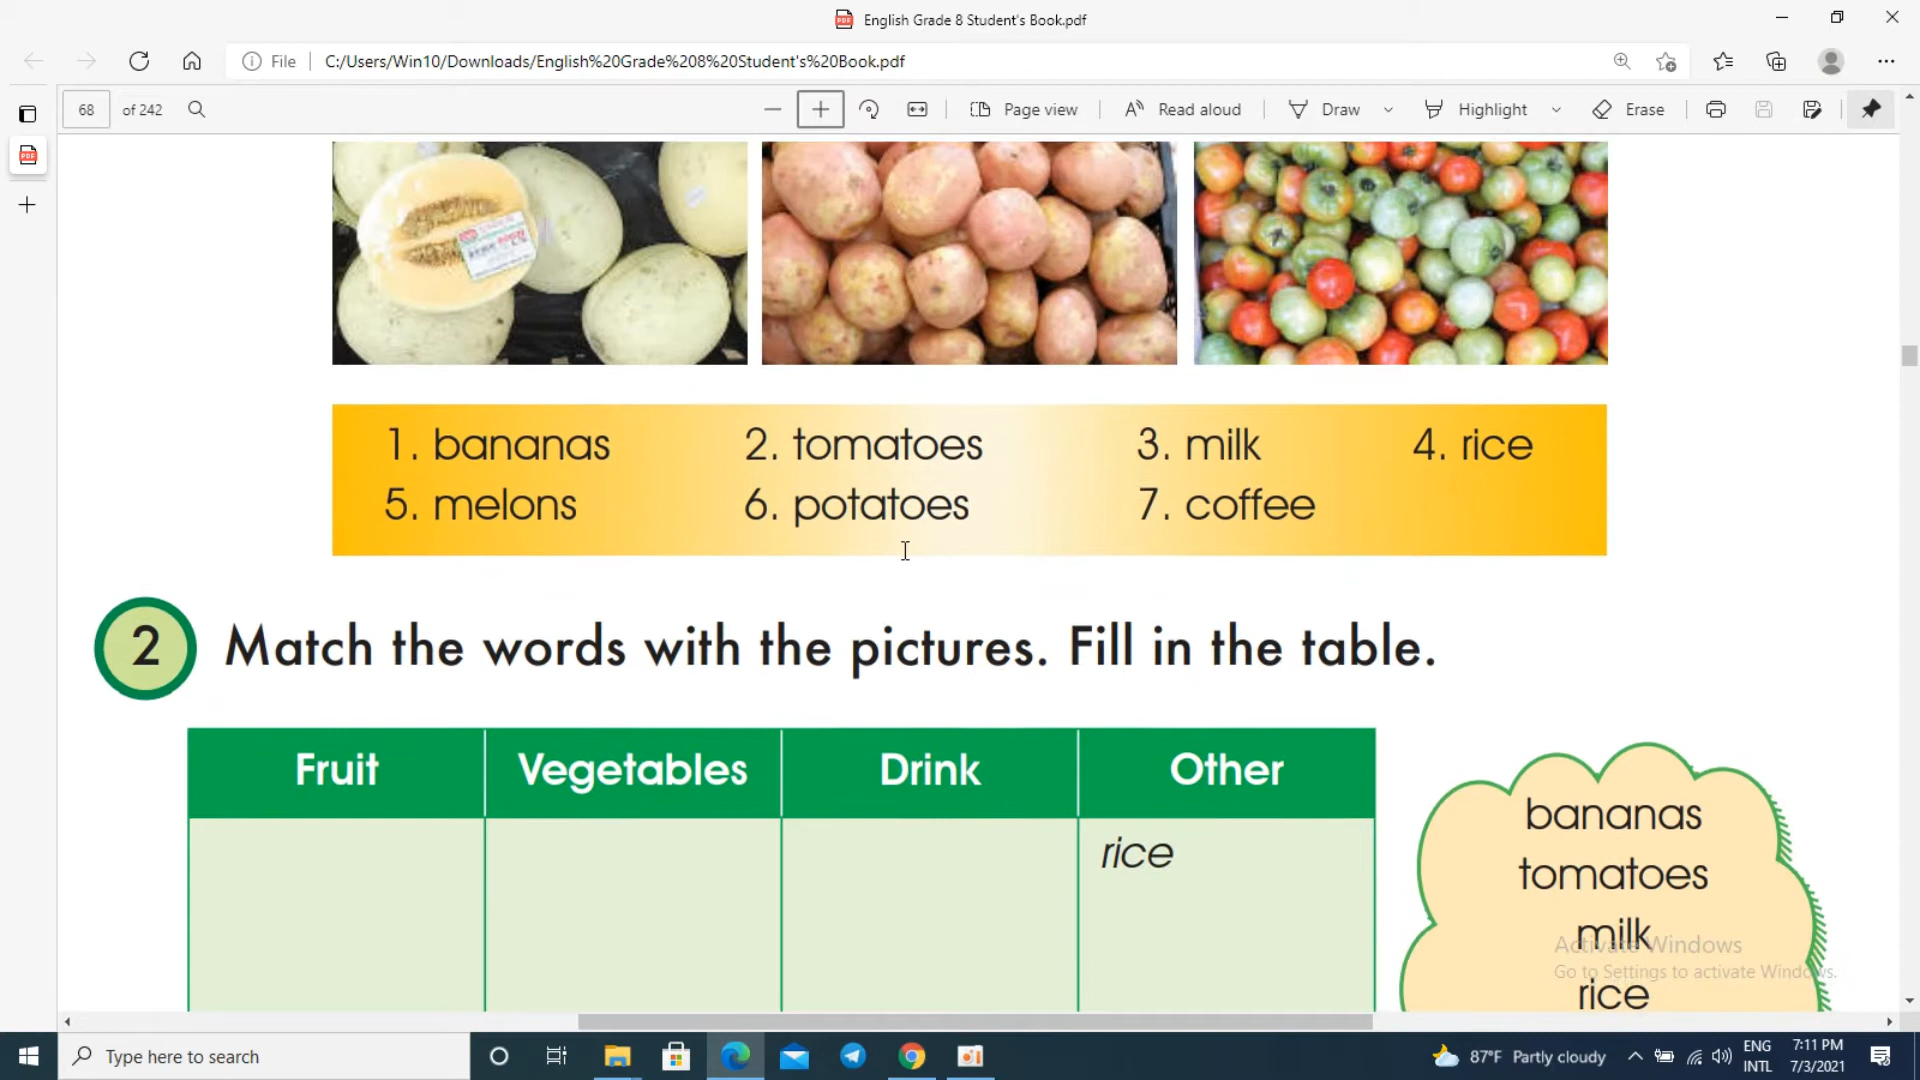 English Grade 8 Student's Book.pdf
File
C:/Users/Win10/Downloads/English%20Grade%208%20Student's%20Book.pdf
68 of 242
Page view
Read aloud
Draw
Highlight
Erase
1. bananas 2. tomatoes 3. milk 4. rice
5. melons 6. potatoes 7. coffee
2 Match the words with the pictures. Fill in the table.
Fruit Vegetables Drink Other
rice
bananas
tomatoes
milk
rice
Activate Windows
Go to Settings to activate Windows.
Type here to search
87°F Partly cloudy
ENG
INTL
7:11 PM
7/3/2021